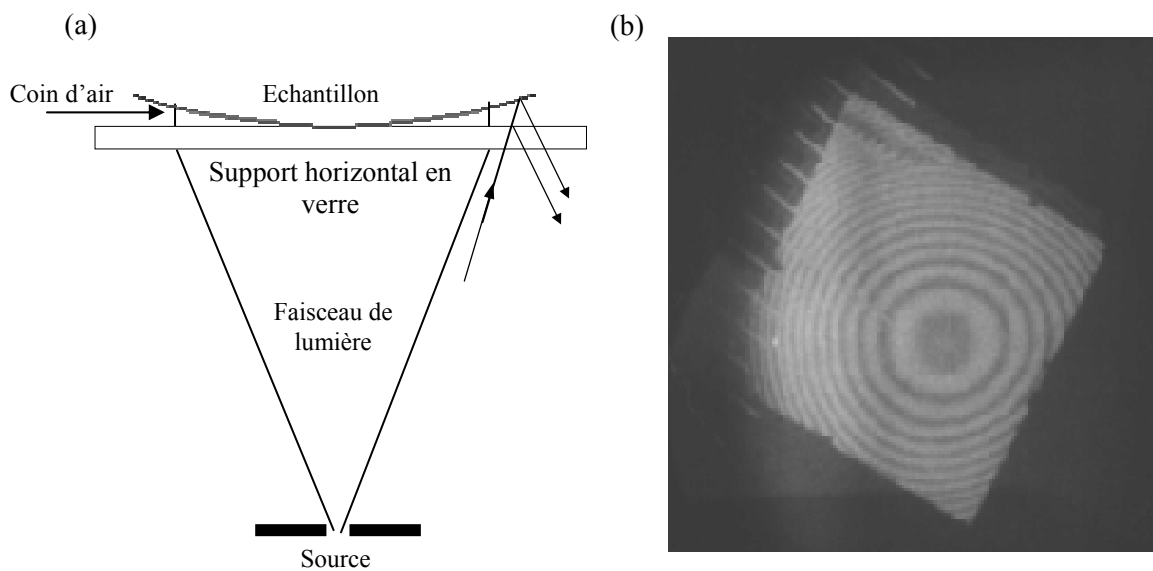 (a)
(b)
Coin d'air
Echantillon
Support horizontal en
verre
Faisceau de
lumière
Source